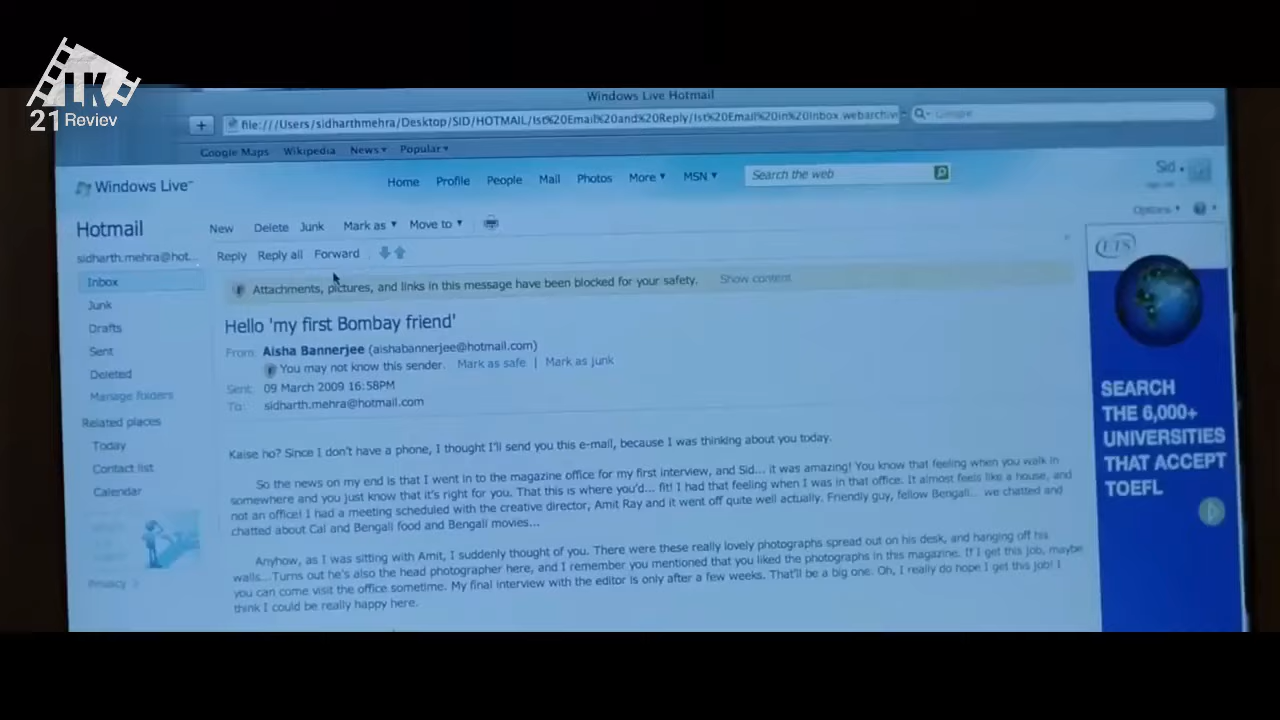 LK
21 Reviev
Windows Live Hotmail
file:///Users/sidharthmehra/Desktop/SID/HOTMAIL/Ist%20Email%20and%20Reply/Ist%20Email%20in%20Inbox.webarchive
Google
Google Maps Wikipedia News Popular
Windows Live™ Home Profile People Mail Photos More MSN Search the web Sid
Hotmail New Delete Junk Mark as Move to Options
sidharth.mehra@hot... Reply Reply all Forward
Inbox
Junk
Drafts
Sent
Deleted
Manage folders
Related places
Today
Contact list
Calendar
Privacy
Attachments, pictures, and links in this message have been blocked for your safety. Show content
Hello 'my first Bombay friend'
From: Aisha Bannerjee (aishabannerjee@hotmail.com)
You may not know this sender. Mark as safe | Mark as junk
Sent: 09 March 2009 16:58PM
To: sidharth.mehra@hotmail.com
Kaise ho? Since I don't have a phone, I thought I'll send you this e-mail, because I was thinking about you today.
So the news on my end is that I went in to the magazine office for my first interview, and Sid... it was amazing! You know that feeling when you walk in
somewhere and you just know that it's right for you. That this is where you'd... fit! I had that feeling when I was in that office. It almost feels like a house, and
not an office! I had a meeting scheduled with the creative director, Amit Ray and it went off quite well actually. Friendly guy, fellow Bengali... we chatted and
chatted about Cal and Bengali food and Bengali movies...
Anyhow, as I was sitting with Amit, I suddenly thought of you. There were these really lovely photographs spread out on his desk, and hanging off his
walls...Turns out he's also the head photographer here, and I remember you mentioned that you liked the photographs in this magazine. If I get this job, maybe
you can come visit the office sometime. My final interview with the editor is only after a few weeks. That'll be a big one. Oh, I really do hope I get this job! I
think I could be really happy here.
ETS
SEARCH
THE 6,000+
UNIVERSITIES
THAT ACCEPT
TOEFL